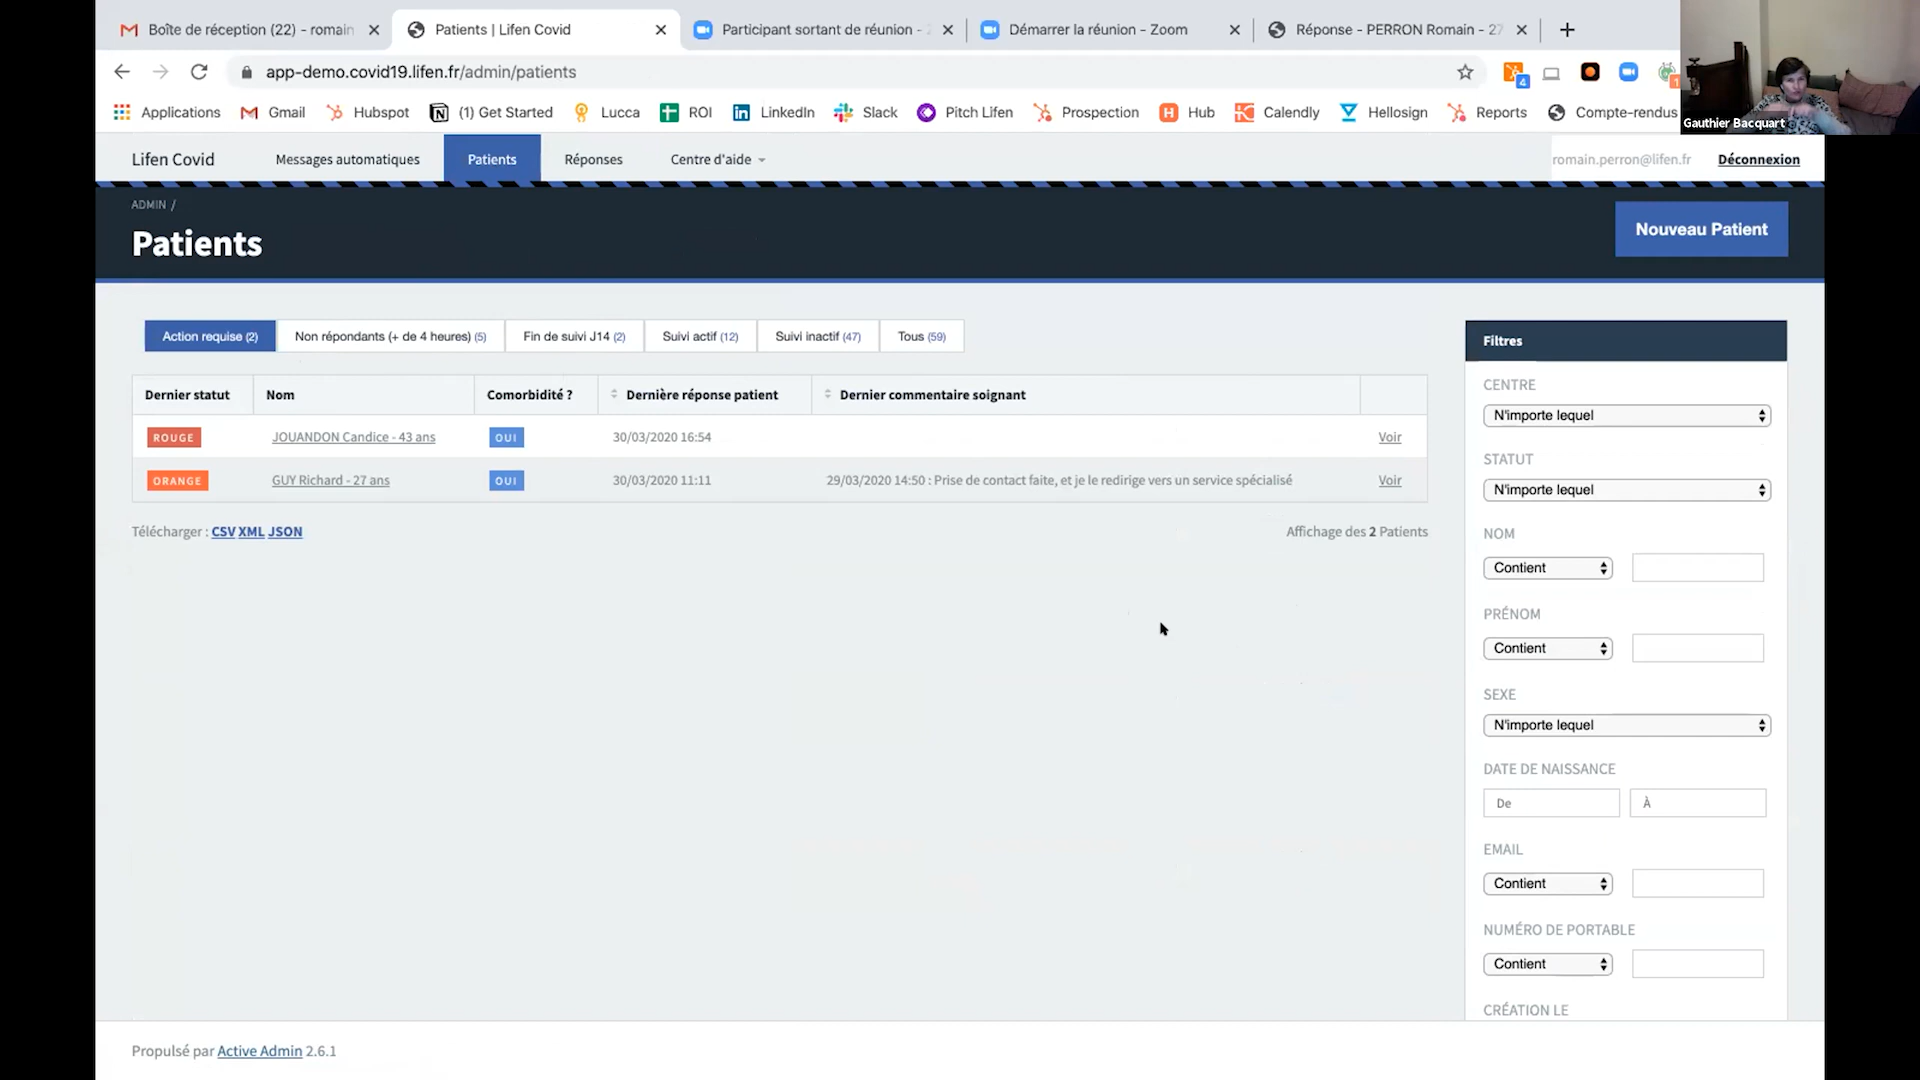 Boîte de réception (22) - romain
Patients | Lifen Covid
Participant sortant de réunion -
Démarrer la réunion - Zoom
Réponse - PERRON Romain - 27
app-demo.covid19.lifen.fr/admin/patients
4
1
Applications
Gmail
Hubspot
(1) Get Started
Lucca
ROI
LinkedIn
Slack
Pitch Lifen
Prospection
Hub
Calendly
Hellosign
Reports
Compte-rendus
Gauthier Bacquart
Lifen Covid
Messages automatiques
Patients
Réponses
Centre d'aide
romain.perron@lifen.fr
Déconnexion
ADMIN /
Patients
Nouveau Patient
Action requise (2)
Non répondants (+ de 4 heures) (5)
Fin de suivi J14 (2)
Suivi actif (12)
Suivi inactif (47)
Tous (59)
Dernier statut
Nom
Comorbidité ?
Dernière réponse patient
Dernier commentaire soignant
ROUGE
JOUANDON Candice - 43 ans
OUI
30/03/2020 16:54
Voir
ORANGE
GUY Richard - 27 ans
OUI
30/03/2020 11:11
29/03/2020 14:50 : Prise de contact faite, et je le redirige vers un service spécialisé
Voir
Télécharger : CSV XML JSON
Affichage des 2 Patients
Filtres
CENTRE
N'importe lequel
STATUT
N'importe lequel
NOM
Contient
PRÉNOM
Contient
SEXE
N'importe lequel
DATE DE NAISSANCE
De
À
EMAIL
Contient
NUMÉRO DE PORTABLE
Contient
CRÉATION LE
Propulsé par Active Admin 2.6.1